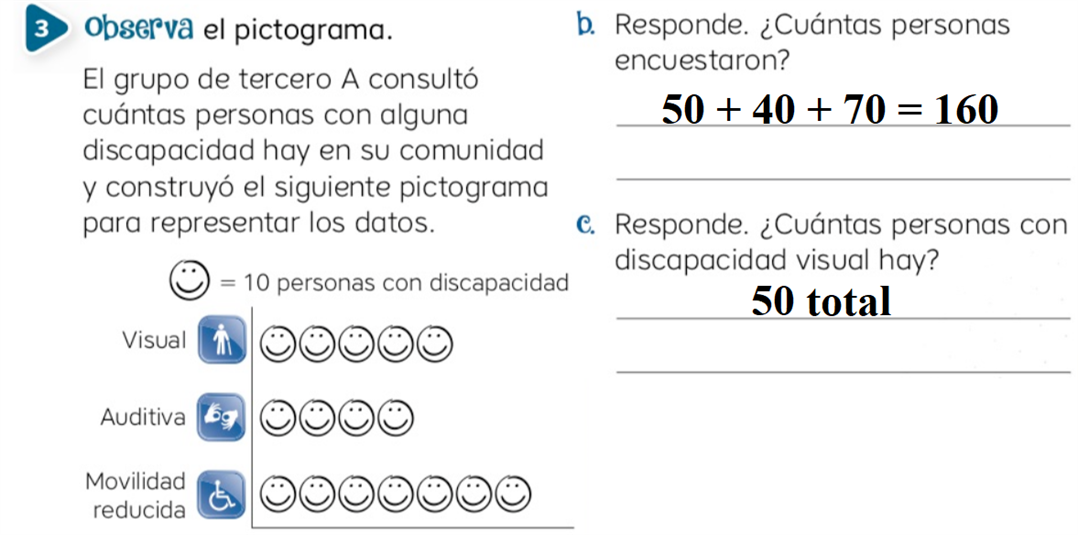 3 Observa el pictograma.
El grupo de tercero A consultó
cuántas personas con alguna
discapacidad hay en su comunidad
y construyó el siguiente pictograma
para representar los datos.
= 10 personas con discapacidad
Visual
Auditiva
Movilidad
reducida
b. Responde. ¿Cuántas personas
encuestaron?
50 + 40 + 70 = 160
c. Responde. ¿Cuántas personas con
discapacidad visual hay?
50 total